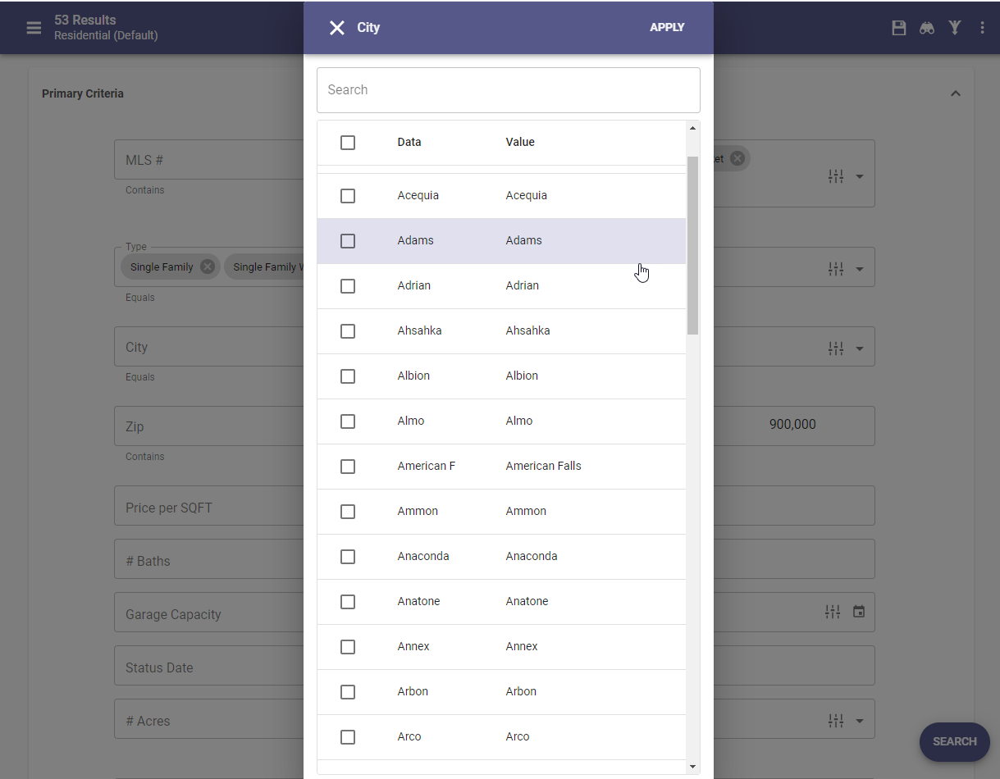 53 Results
Residential (Default)
City
APPLY
Primary Criteria
Search
Data Value
MLS #
Contains
Acequia Acequia
Adams Adams
Type
Single Family
Single Family
Equals
Adrian Adrian
Ahsahka Ahsahka
City
Equals
Albion Albion
Almo Almo
Zip
900,000
Contains
American F American Falls
Ammon Ammon
Price per SQFT
Anaconda Anaconda
# Baths
Anatone Anatone
Garage Capacity
Annex Annex
Status Date
Arbon Arbon
# Acres
Arco Arco
SEARCH